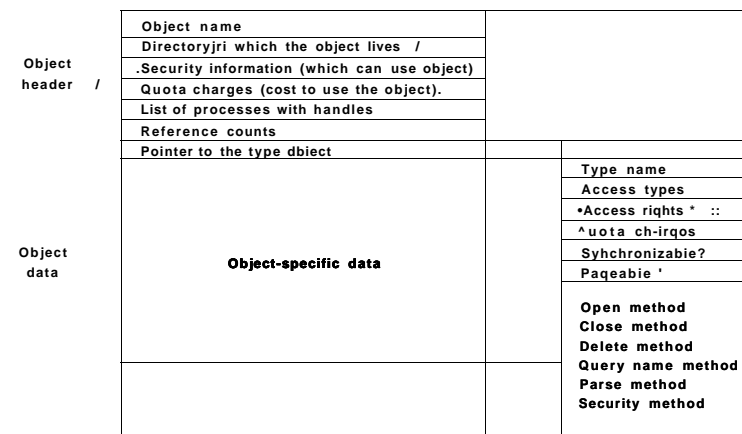 Object name
Directoryjri which the object lives /
Object
header /
.Security information (which can use object)
Quota charges (cost to use the object).
List of processes with handles
Reference counts
Pointer to the type dbiect
Type name
Access types
•Access riqhts * ::
^uota ch-irqos
Object
data
Object-specific data
Syhchronizabie?
Paqeabie '
Open method
Close method
Delete method
Query name method
Parse method
Security method